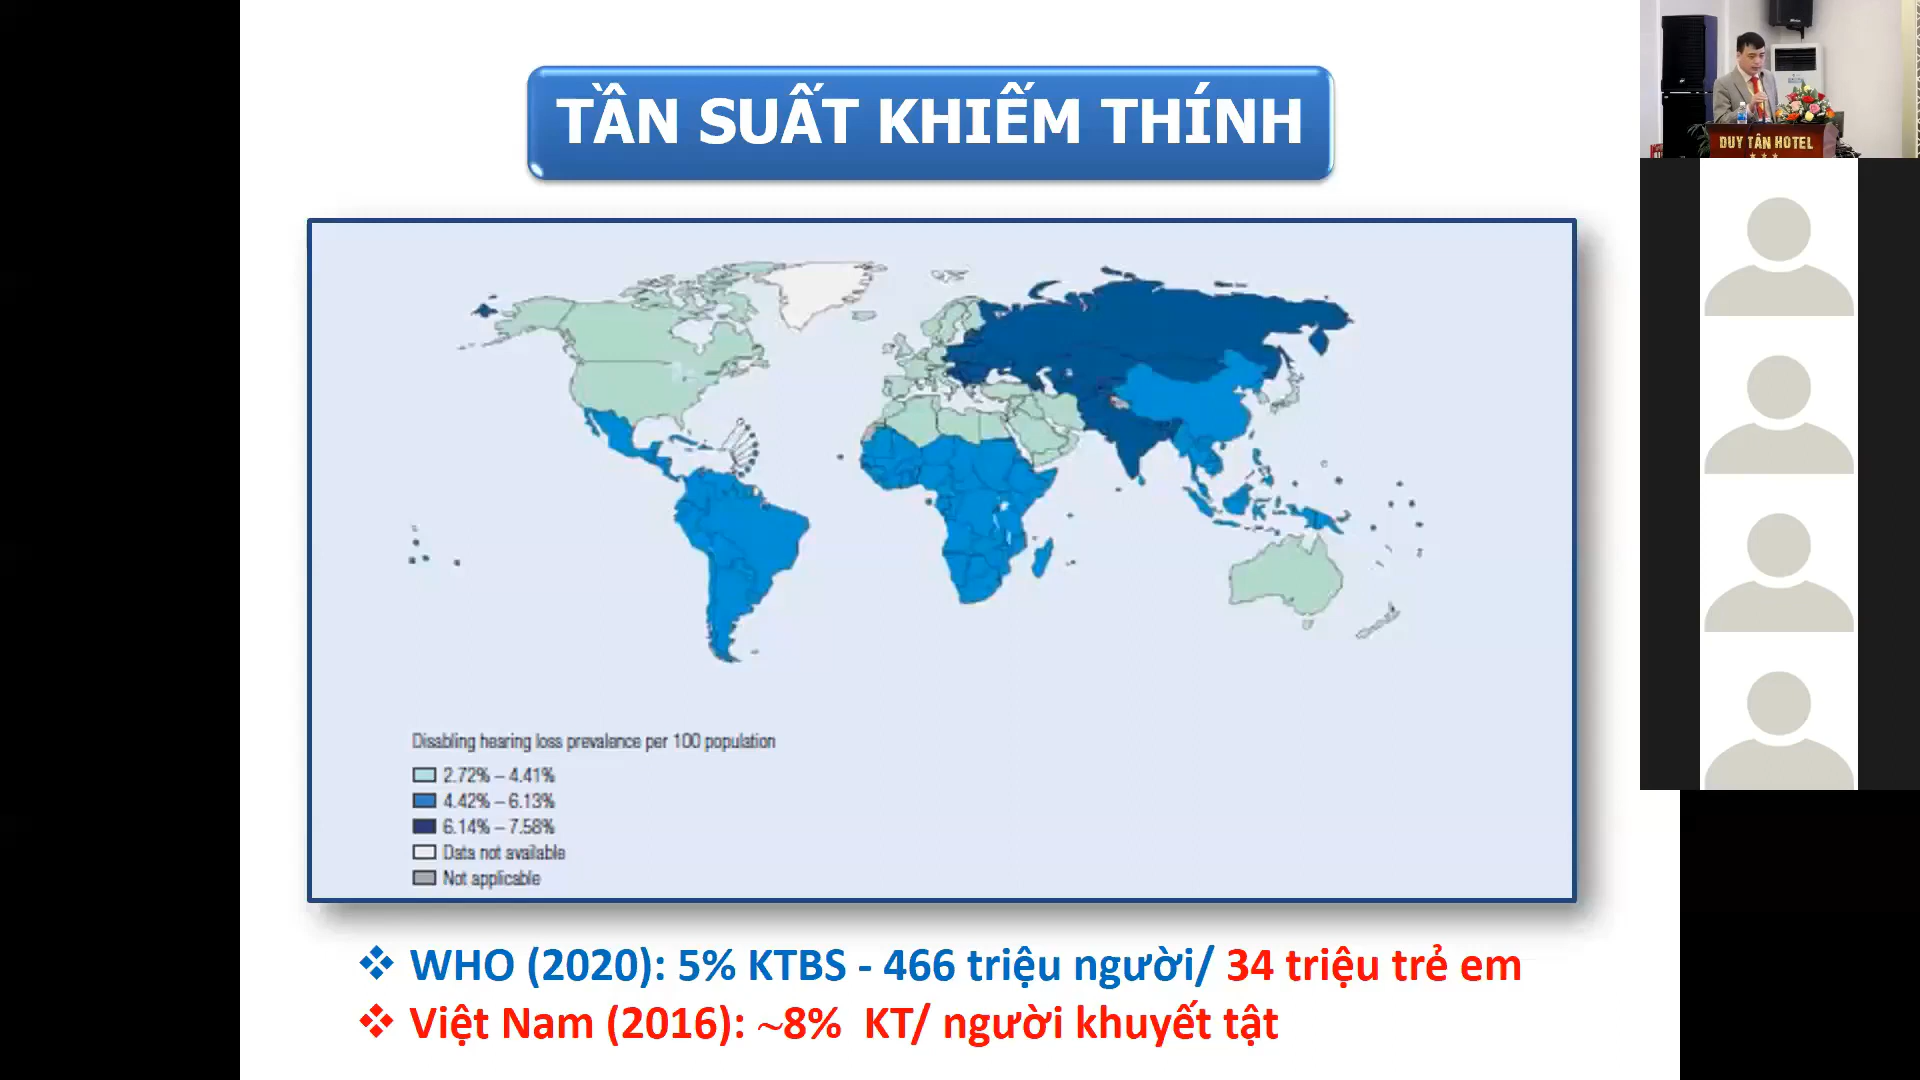 TẦN SUẤT KHIẾM THÍNH
DUY TÂN HOTEL
Disabling hearing loss prevalence per 100 population
2.72% – 4.41%
4.42% – 6.13%
6.14% – 7.58%
Data not available
Not applicable
❖ WHO (2020): 5% KTBS - 466 triệu người/ 34 triệu trẻ em
❖ Việt Nam (2016): ~8% KT/ người khuyết tật